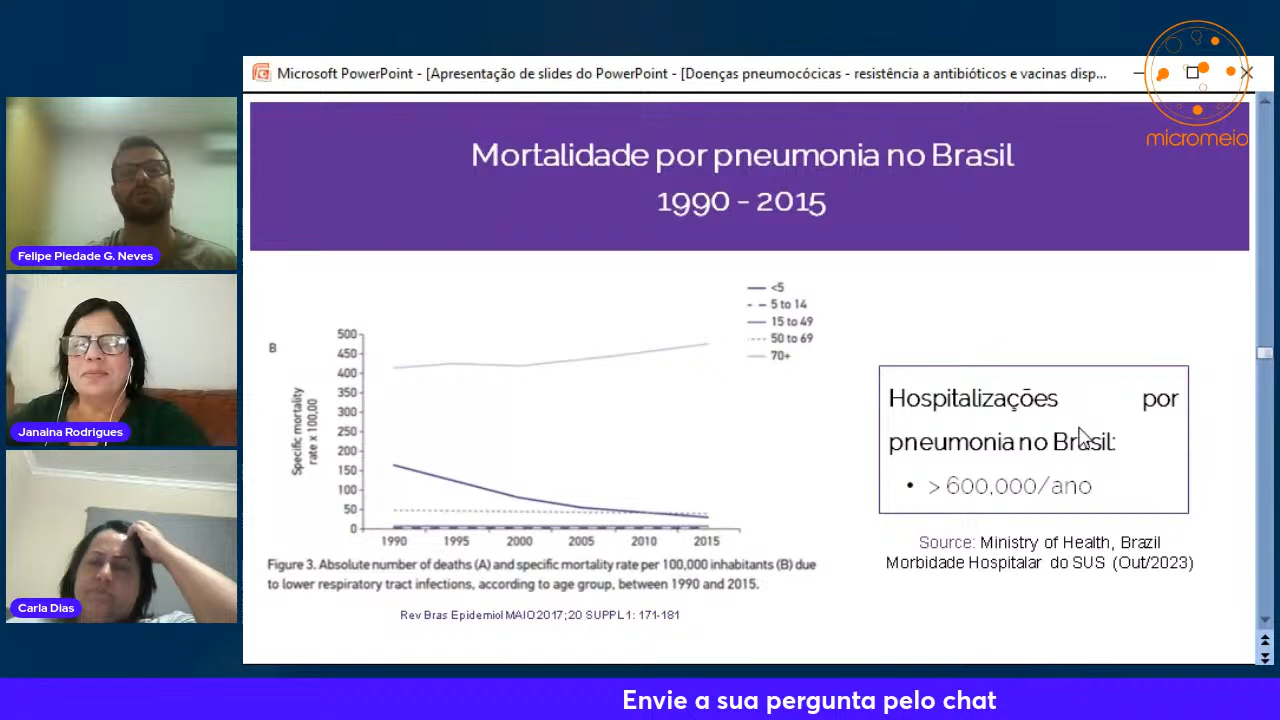 Microsoft PowerPoint - [Apresentação de slides do PowerPoint - [Doenças pneumocócicas - resistência a antibióticos e vacinas disp...
micromeio
Mortalidade por pneumonia no Brasil
1990 - 2015
Felipe Piedade G. Neves
Janaina Rodrigues
Carla Dias
B
Specific mortality
rate x 100,00
500
450
400
350
300
250
200
150
100
50
0
1990 1995 2000 2005 2010 2015
<5
5 to 14
15 to 49
50 to 69
70+
Figure 3. Absolute number of deaths (A) and specific mortality rate per 100,000 inhabitants (B) due
to lower respiratory tract infections, according to age group, between 1990 and 2015.
Rev Bras Epidemiol MAIO 2017; 20 SUPPL 1: 171-181
Hospitalizações por
pneumonia no Brasil:
• > 600,000/ano
Source: Ministry of Health, Brazil
Morbidade Hospitalar do SUS (Out/2023)
Envie a sua pergunta pelo chat